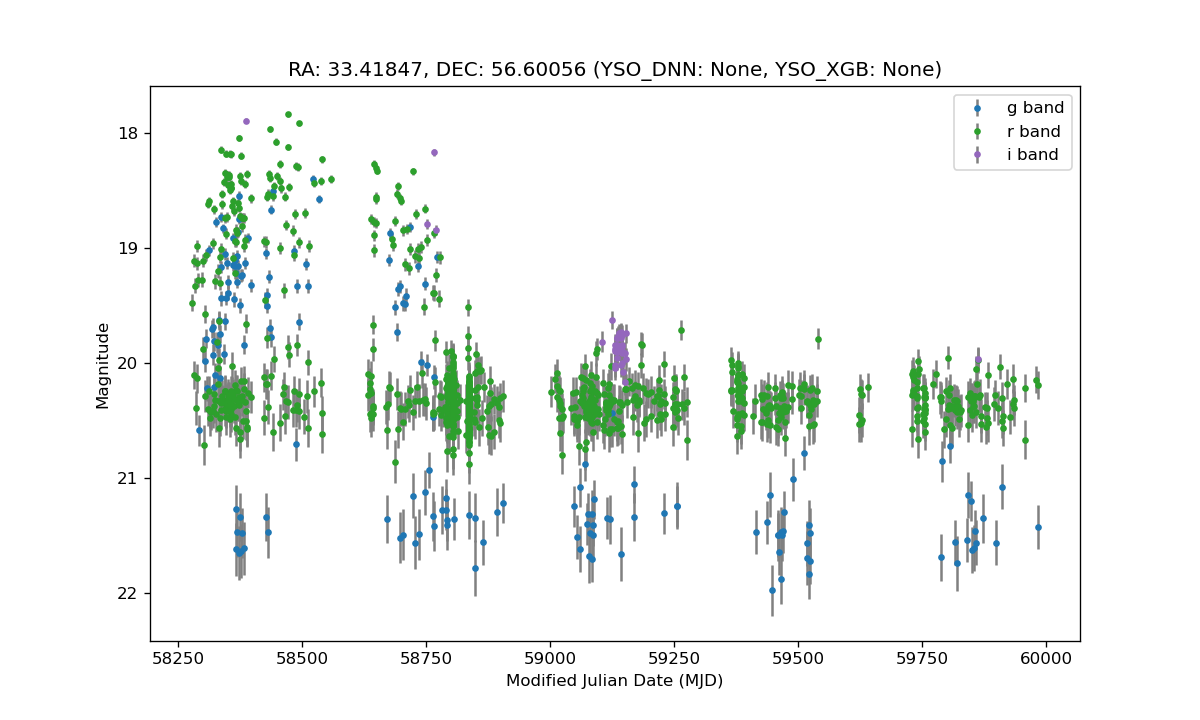 RA: 33.41847, DEC: 56.60056 (YSO_DNN: None, YSO_XGB: None)
g band
r band
i band
18
19
20
21
22
Magnitude
58250 58500 58750 59000 59250 59500 59750 60000
Modified Julian Date (MJD)